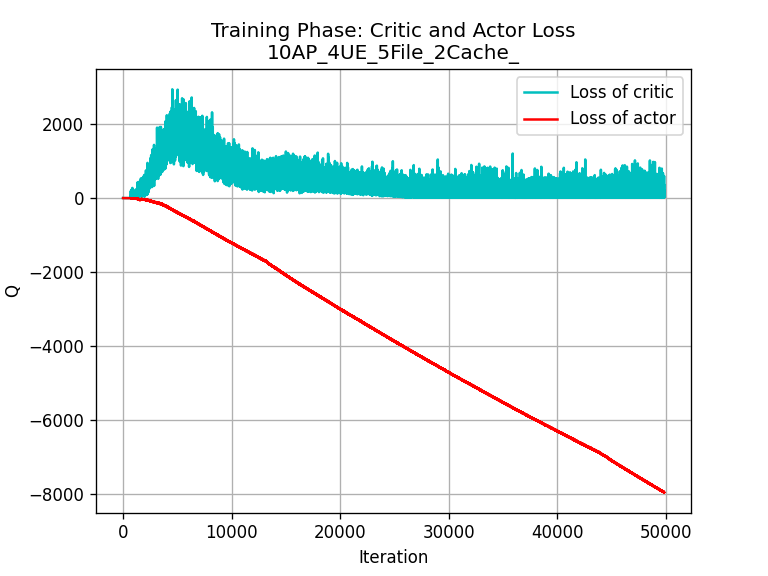 Training Phase: Critic and Actor Loss
10AP_4UE_5File_2Cache_
Loss of critic
Loss of actor
2000
0
−2000
−4000
−6000
−8000
Q
0 10000 20000 30000 40000 50000
Iteration